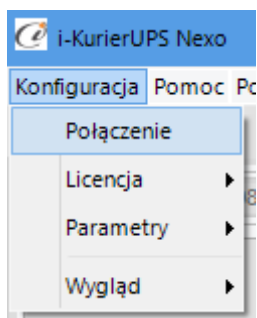 i-KurierUPS Nexo
Konfiguracja Pomoc
Połączenie
Licencja
Parametry
Wygląd